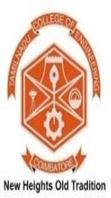 TAMILNADU COLLEGE OF ENGINEERING
COIMBATORE
New Heights Old Tradition